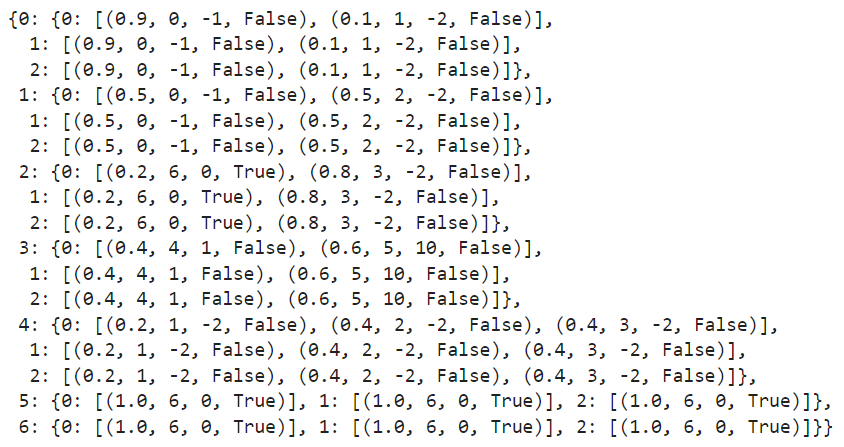 {0: {0: [(0.9, 0, -1, False), (0.1, 1, -2, False)],
1: [(0.9, 0, -1, False), (0.1, 1, -2, False)],
2: [(0.9, 0, -1, False), (0.1, 1, -2, False)]},
1: {0: [(0.5, 0, -1, False), (0.5, 2, -2, False)],
1: [(0.5, 0, -1, False), (0.5, 2, -2, False)],
2: [(0.5, 0, -1, False), (0.5, 2, -2, False)]},
2: {0: [(0.2, 6, 0, True), (0.8, 3, -2, False)],
1: [(0.2, 6, 0, True), (0.8, 3, -2, False)],
2: [(0.2, 6, 0, True), (0.8, 3, -2, False)]},
3: {0: [(0.4, 4, 1, False), (0.6, 5, 10, False)],
1: [(0.4, 4, 1, False), (0.6, 5, 10, False)],
2: [(0.4, 4, 1, False), (0.6, 5, 10, False)]},
4: {0: [(0.2, 1, -2, False), (0.4, 2, -2, False), (0.4, 3, -2, False)],
1: [(0.2, 1, -2, False), (0.4, 2, -2, False), (0.4, 3, -2, False)],
2: [(0.2, 1, -2, False), (0.4, 2, -2, False), (0.4, 3, -2, False)]},
5: {0: [(1.0, 6, 0, True)], 1: [(1.0, 6, 0, True)], 2: [(1.0, 6, 0, True)]},
6: {0: [(1.0, 6, 0, True)], 1: [(1.0, 6, 0, True)], 2: [(1.0, 6, 0, True)]}}